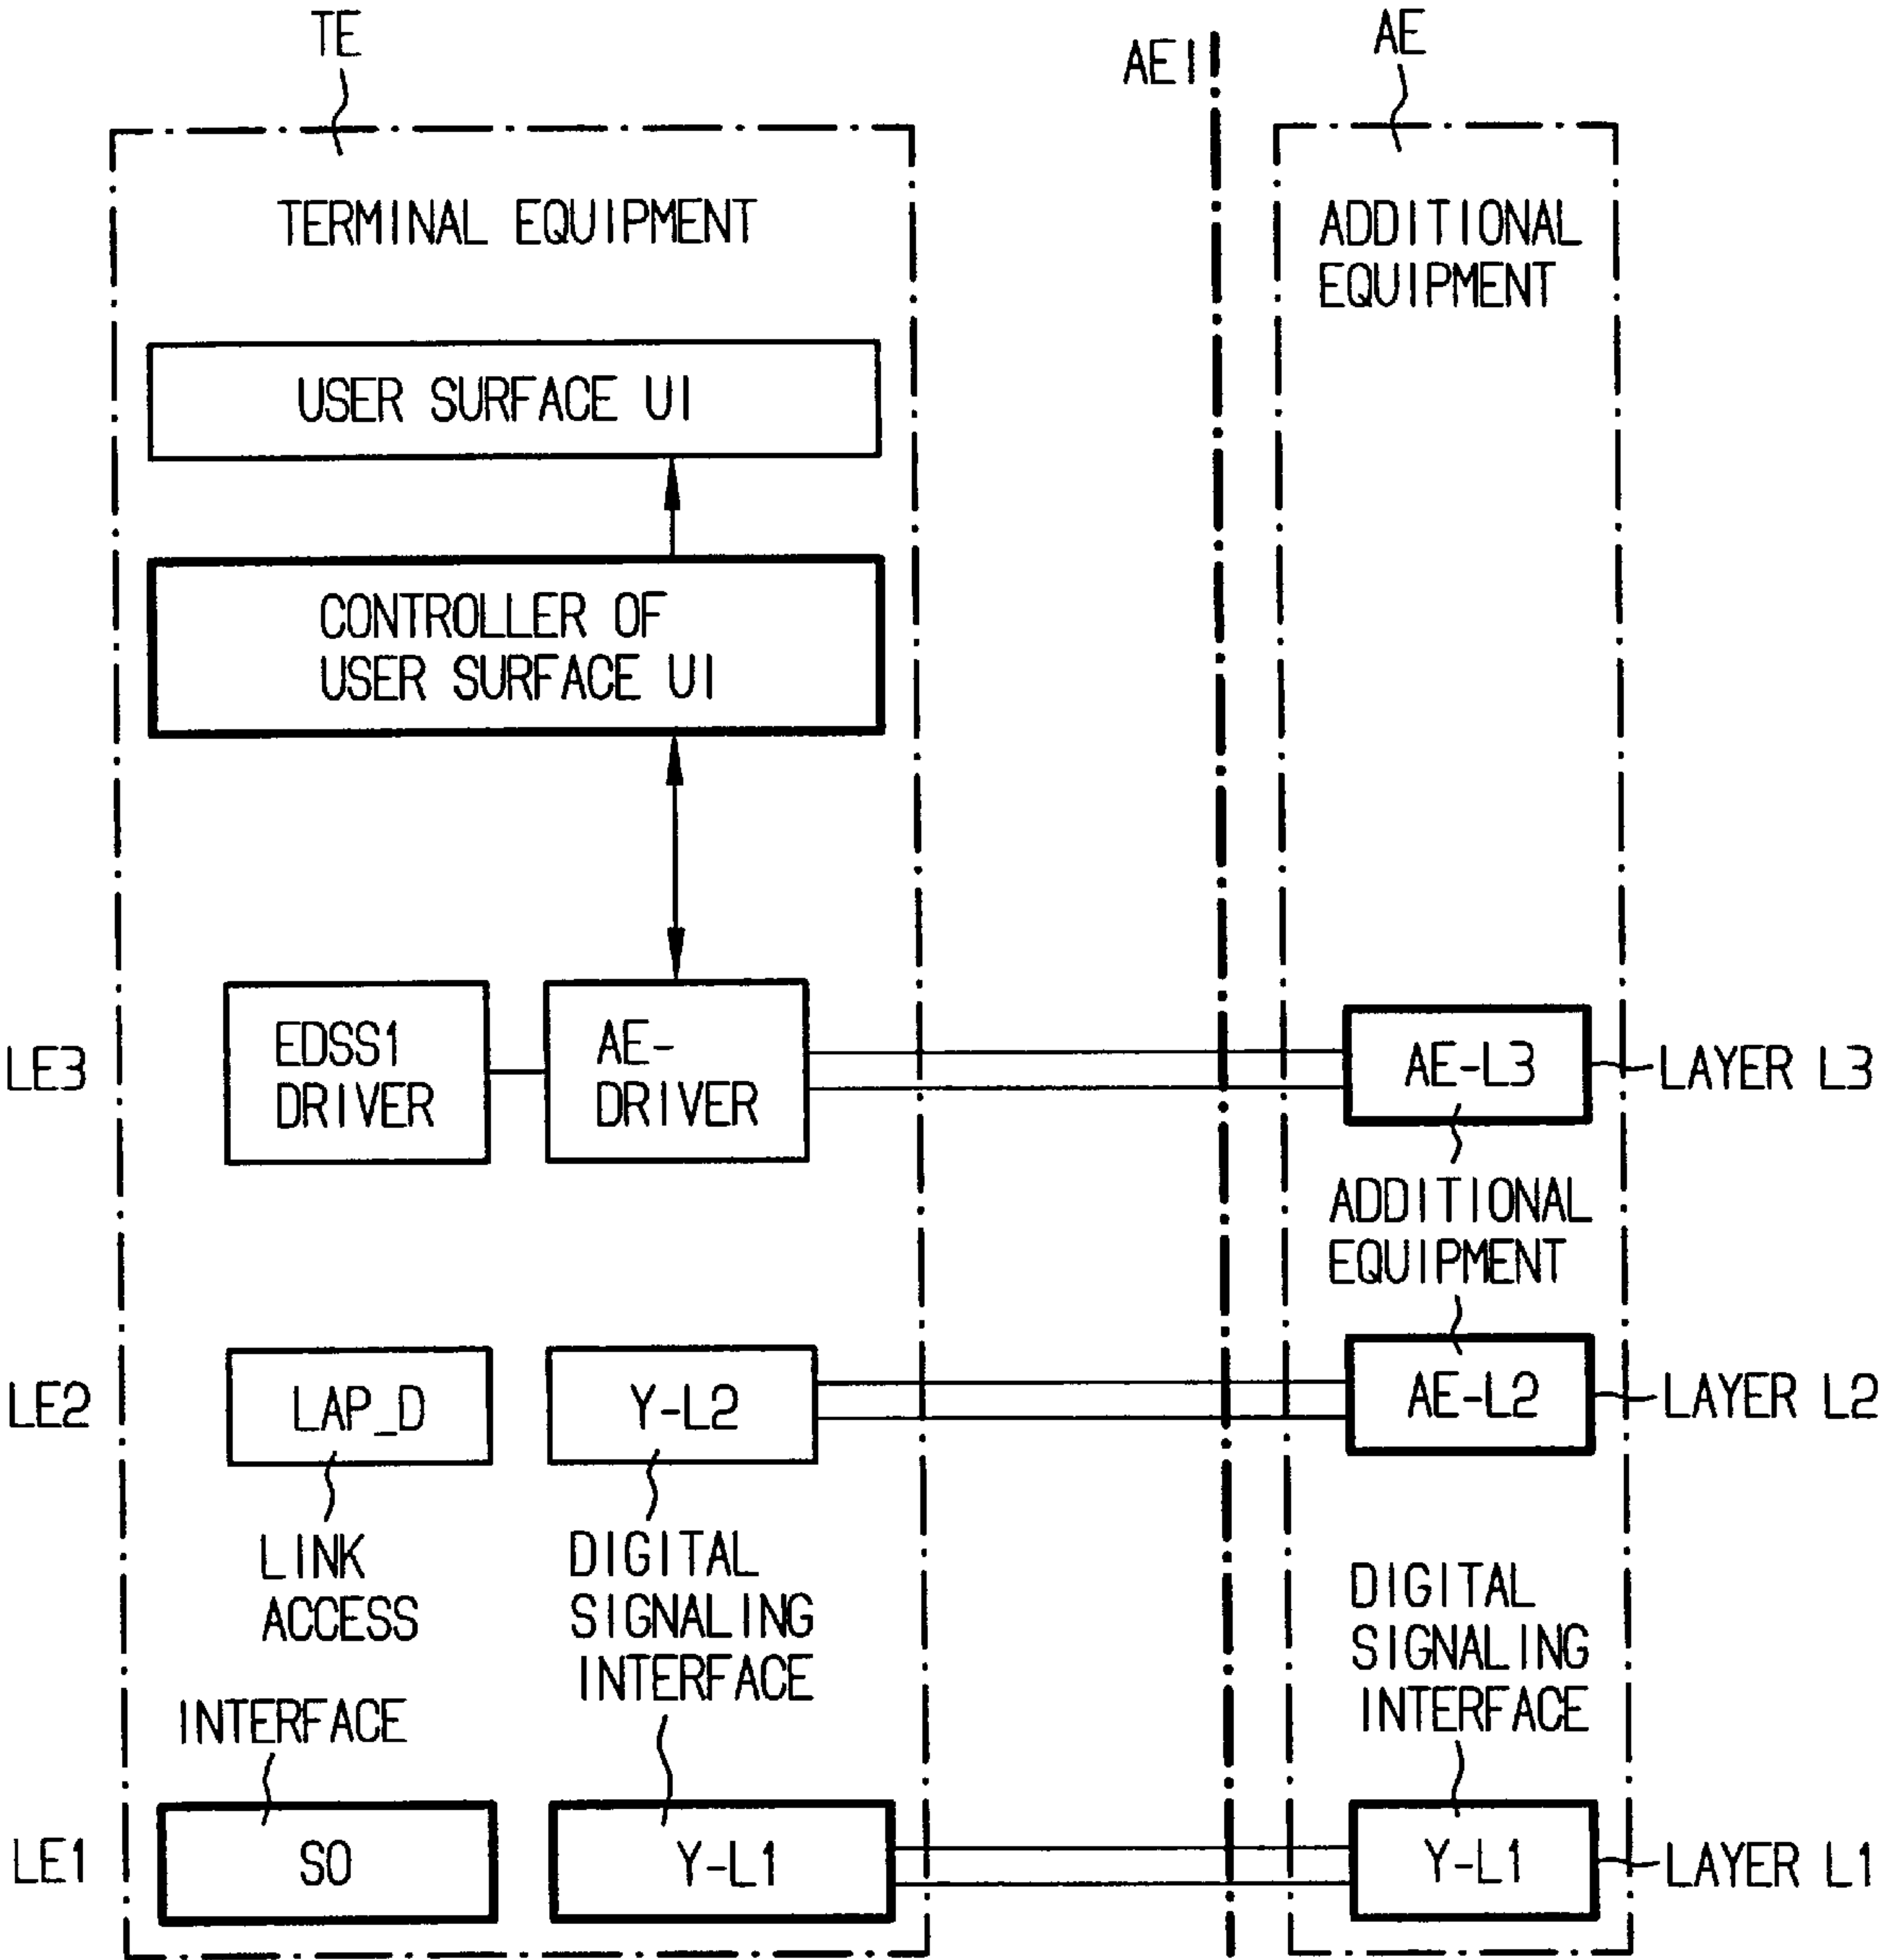 TE
AEI
AE
TERMINAL EQUIPMENT
ADDITIONAL
EQUIPMENT
USER SURFACE UI
CONTROLLER OF
USER SURFACE UI
LE3
EDSS1
DRIVER
AE-
DRIVER
AE-L3
LAYER L3
ADDITIONAL
EQUIPMENT
LE2
LAP_D
Y-L2
AE-L2
LAYER L2
LINK
ACCESS
DIGITAL
SIGNALING
INTERFACE
DIGITAL
SIGNALING
INTERFACE
INTERFACE
LE1
S0
Y-L1
Y-L1
LAYER L1